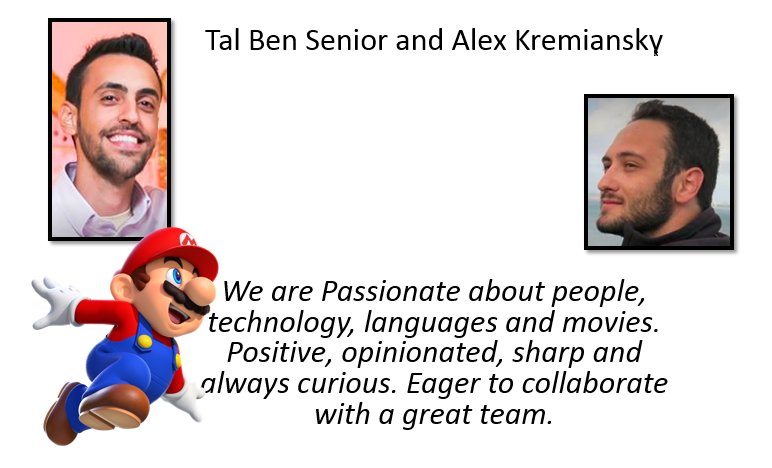 Tal Ben Senior and Alex Kremiansky
We are Passionate about people,
technology, languages and movies.
Positive, opinionated, sharp and
always curious. Eager to collaborate
with a great team.